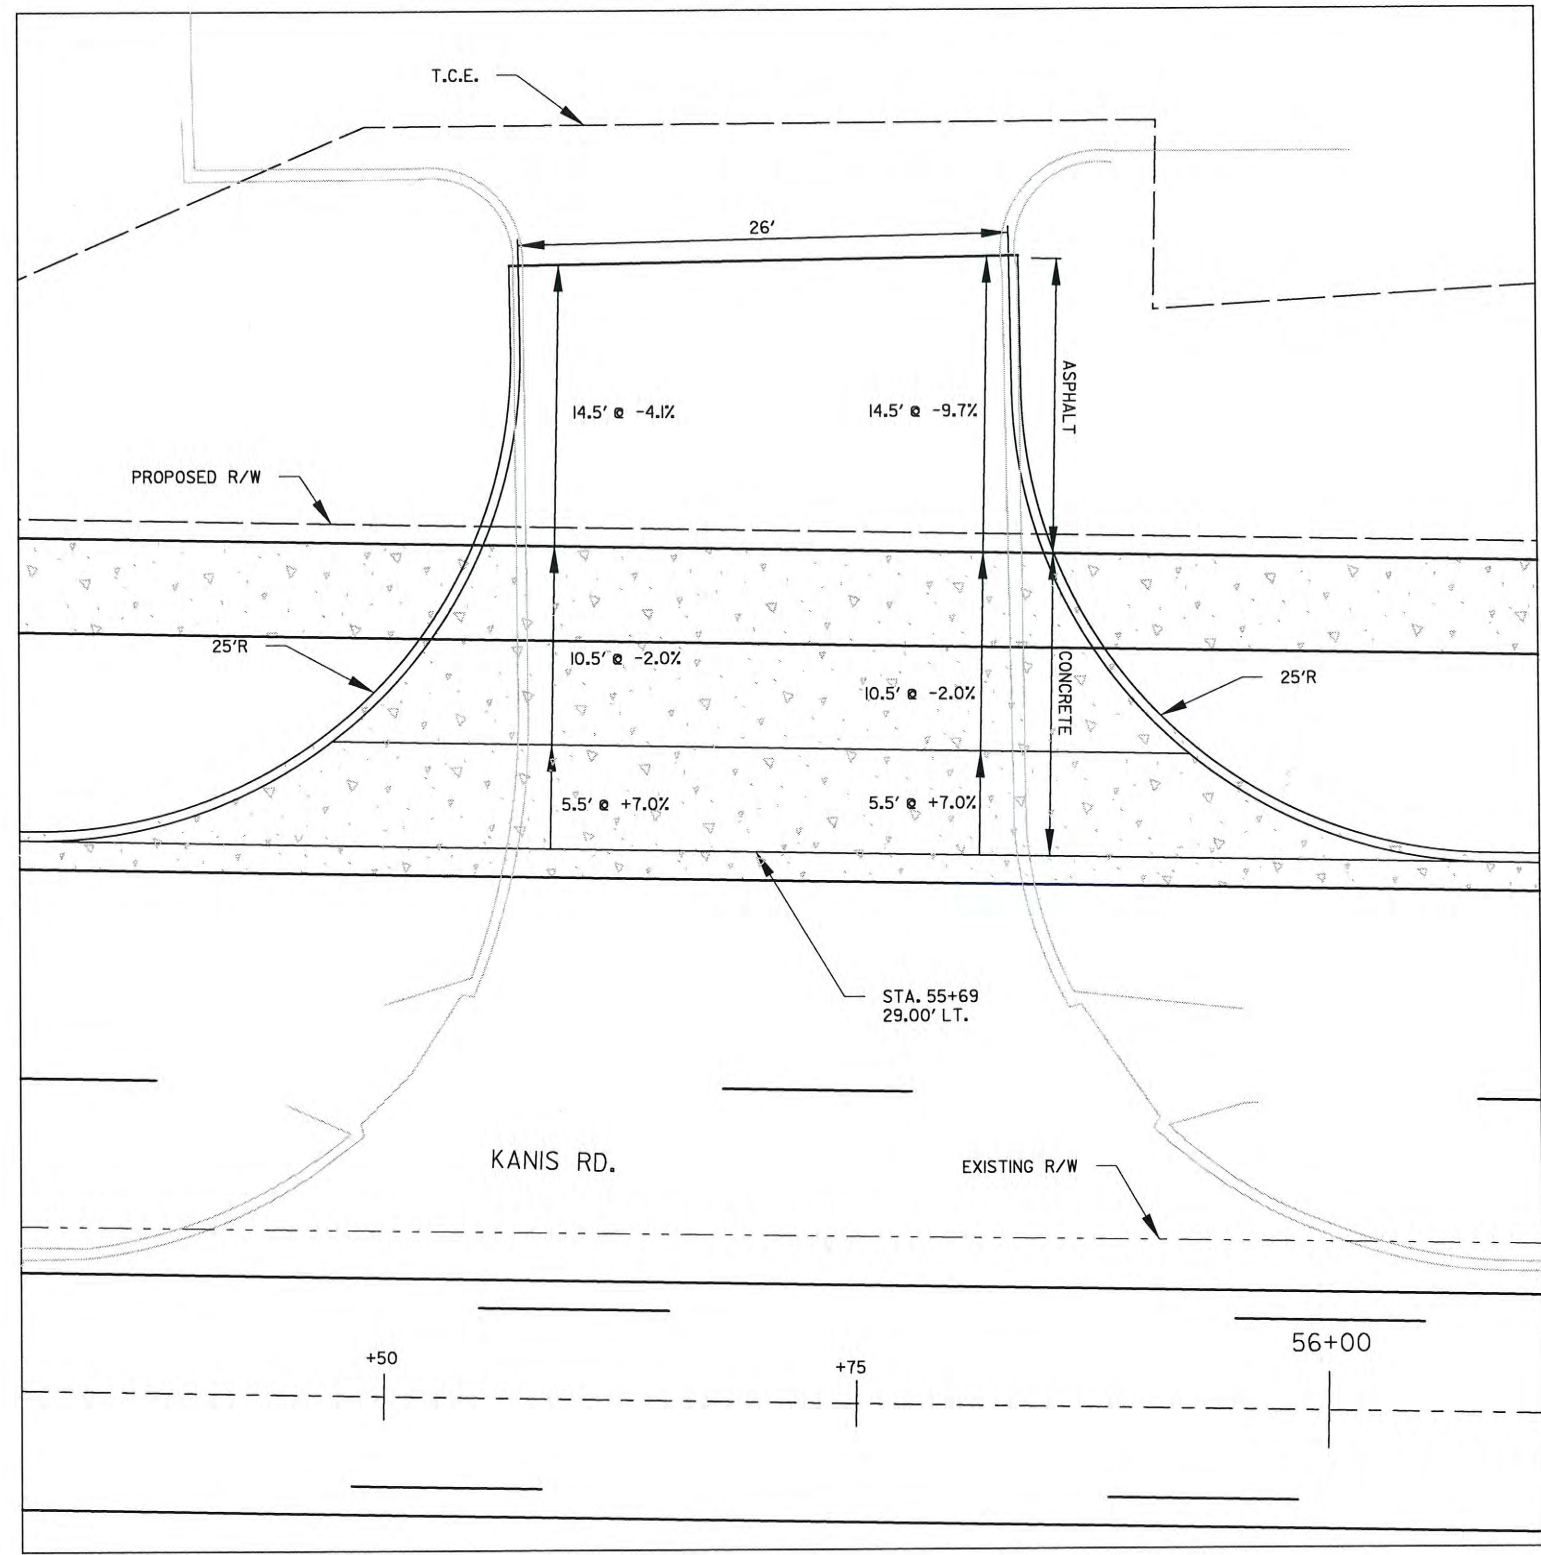 T.C.E.
26'
ASPHALT
14.5' @ -4.1%
14.5' @ -9.7%
PROPOSED R/W
25'R
10.5' @ -2.0%
10.5' @ -2.0%
CONCRETE
25'R
5.5' @ +7.0%
5.5' @ +7.0%
STA. 55+69
29.00' LT.
KANIS RD.
EXISTING R/W
56+00
+50
+75